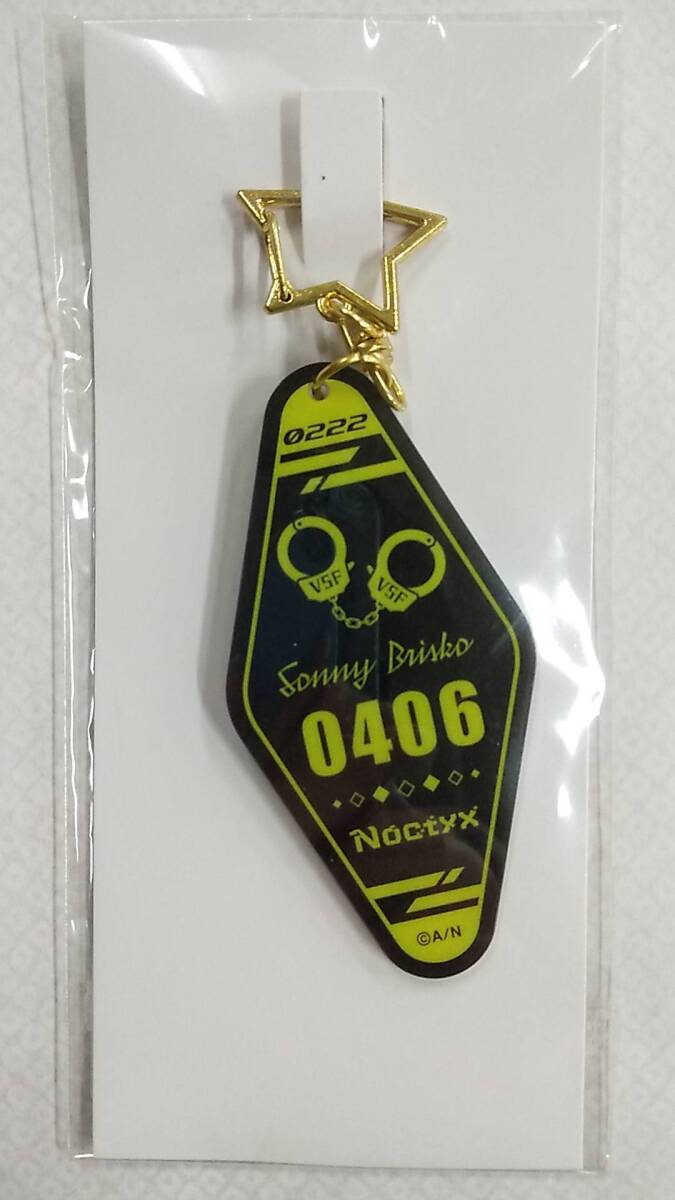 0222
VSF VSF
Sonny Brisko
0406
Noctyx
©A/N